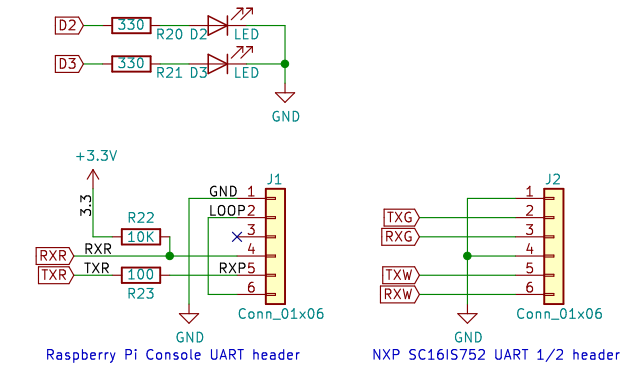 D2 330 R20 D2 LED
D3 330 R21 D3 LED
GND
+3.3V
3.3
R22
10K
RXR RXR
TXR TXR 100
R23
J1
GND 1
LOOP 2
3
4
RXP 5
6
Conn_01x06
GND
Raspberry Pi Console UART header
J2
1
TXG 2
RXG 3
4
TXW 5
RXW 6
Conn_01x06
GND
NXP SC16IS752 UART 1/2 header